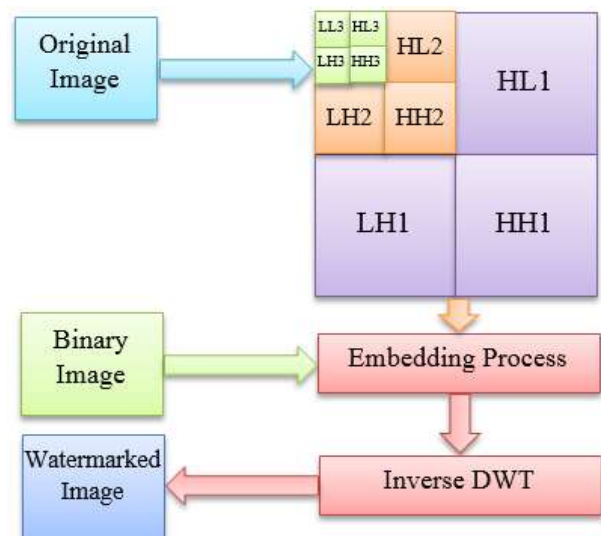 Original
Image
LL3 HL3
LH3 HH3
HL2
HL1
LH2 HH2
LH1 HH1
Binary
Image
Embedding Process
Watermarked
Image
Inverse DWT